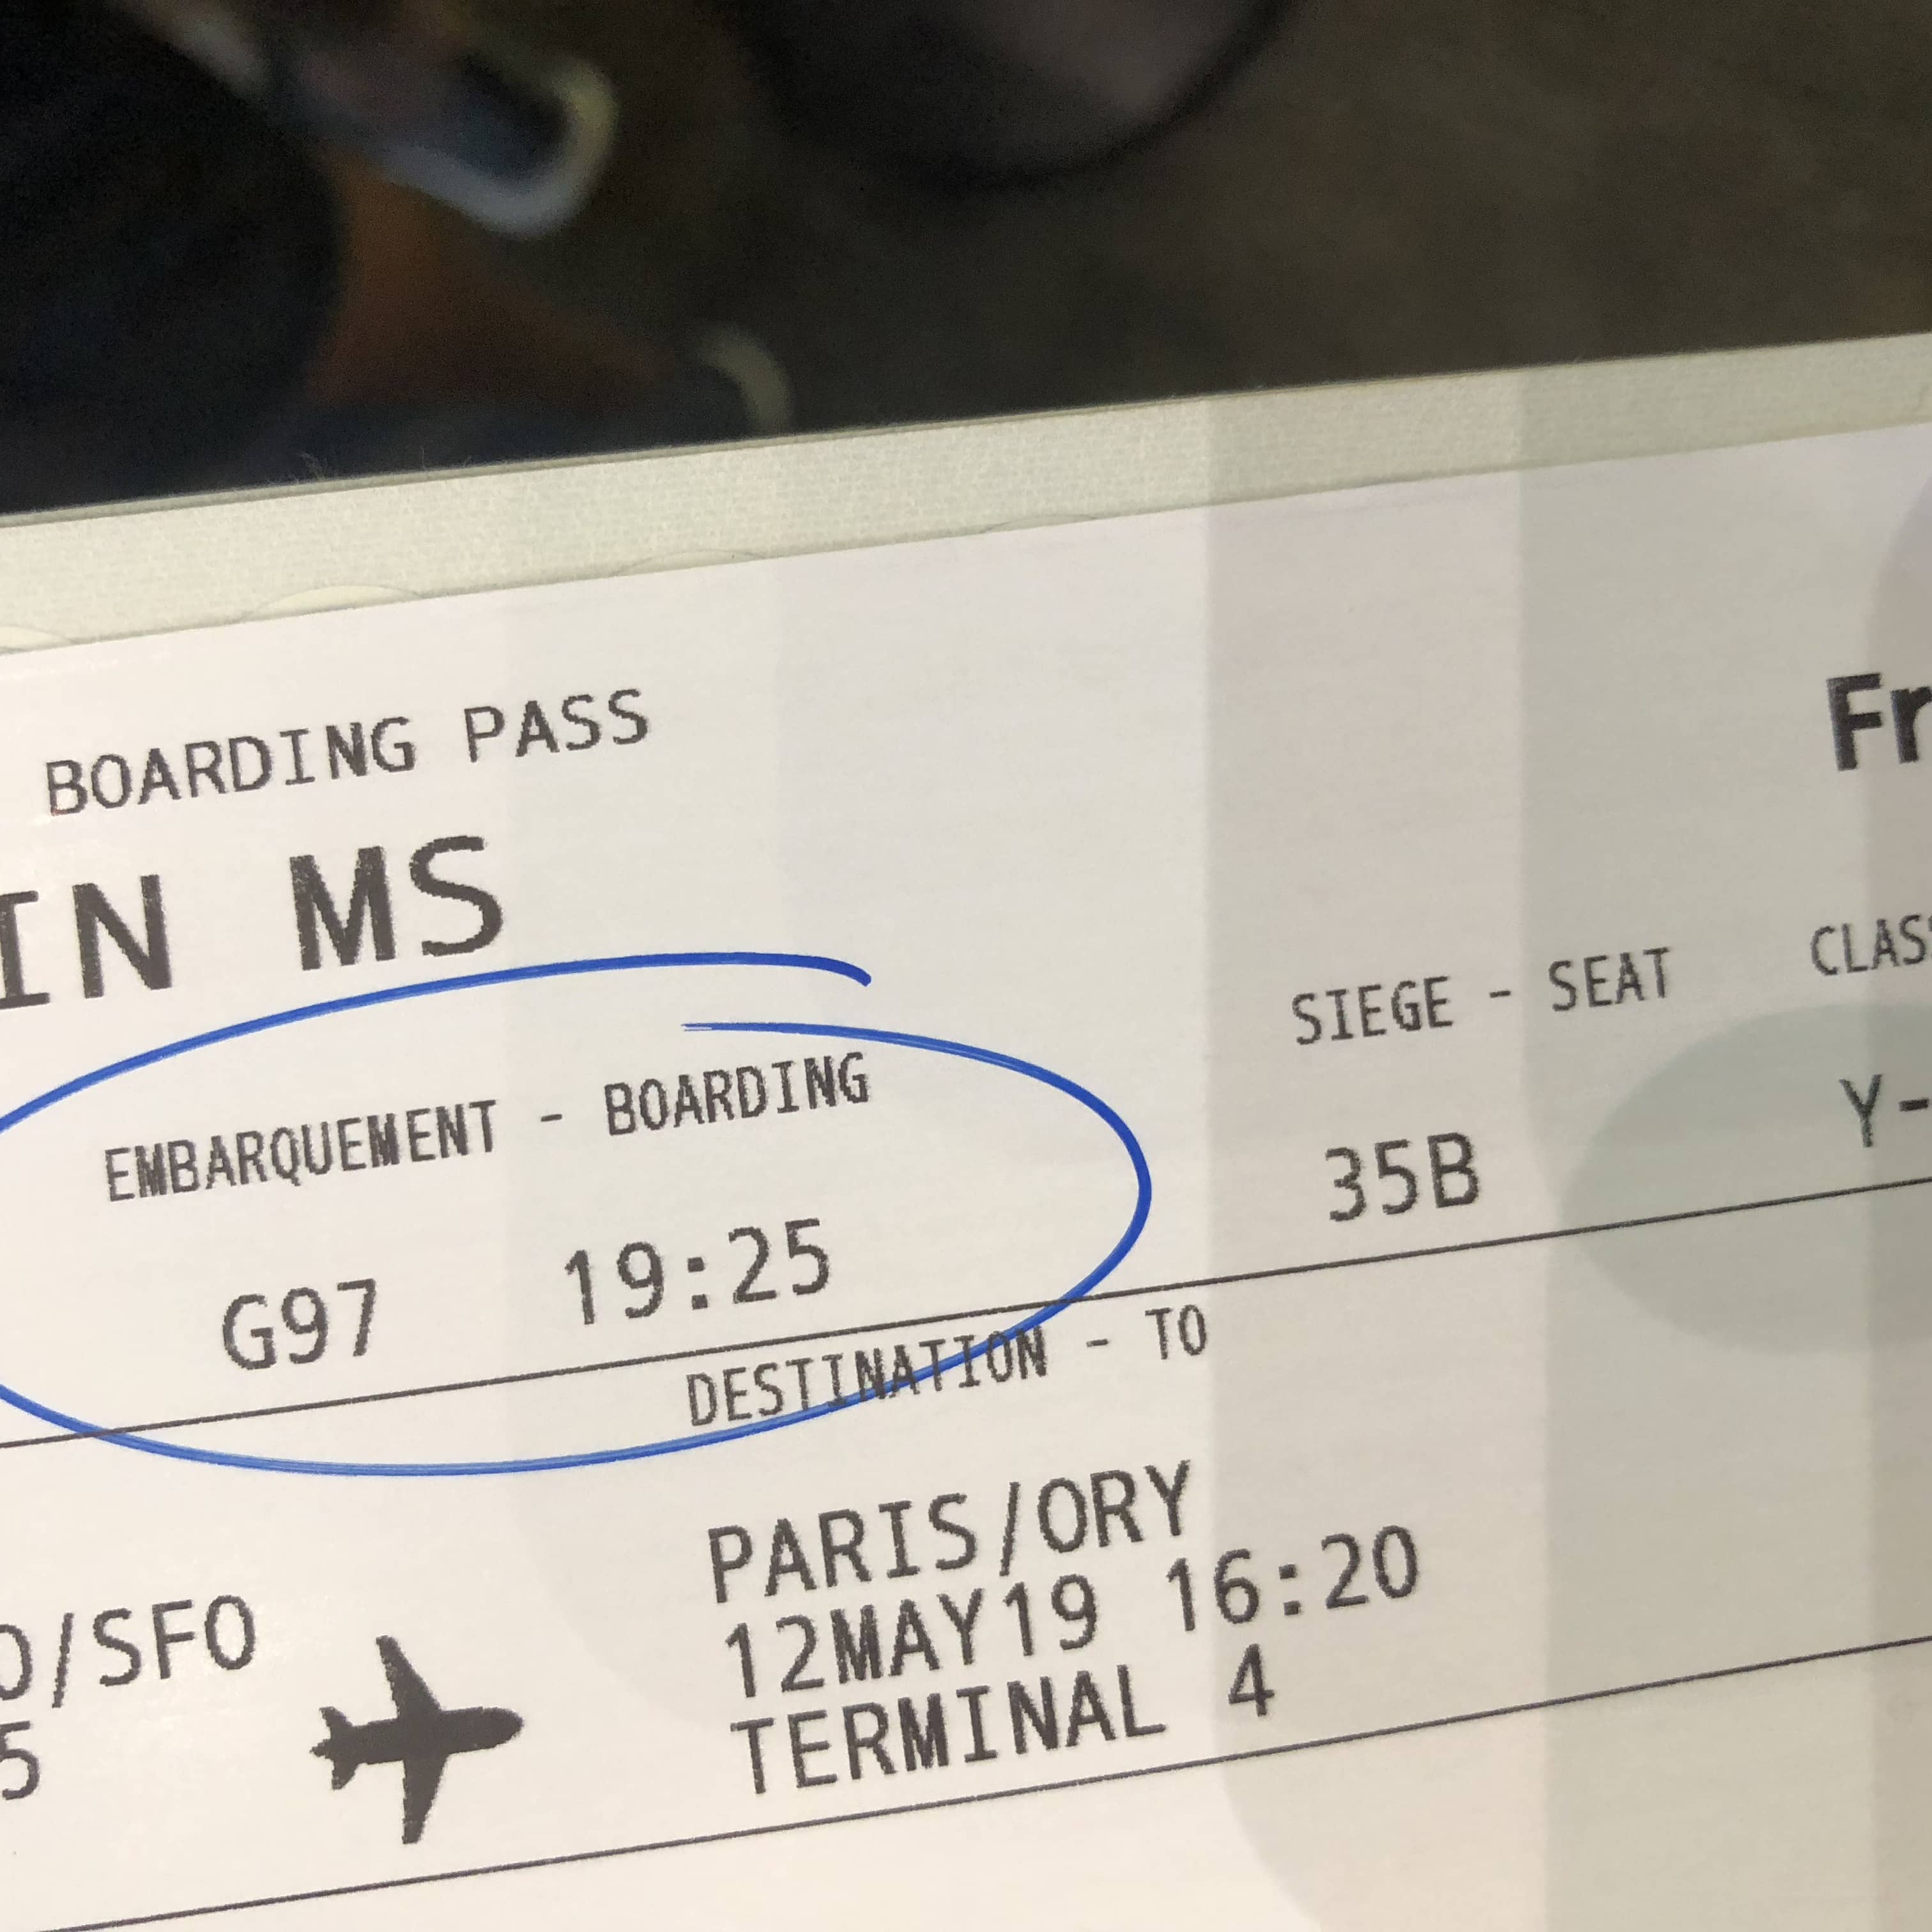 BOARDING PASS
Fr
IN MS
EMBARQUEMENT - BOARDING
SIEGE - SEAT
CLAS
G97 19:25
35B
Y-
DESTINATION - TO
O/SFO
PARIS/ORY
5
12MAY19 16:20
TERMINAL 4